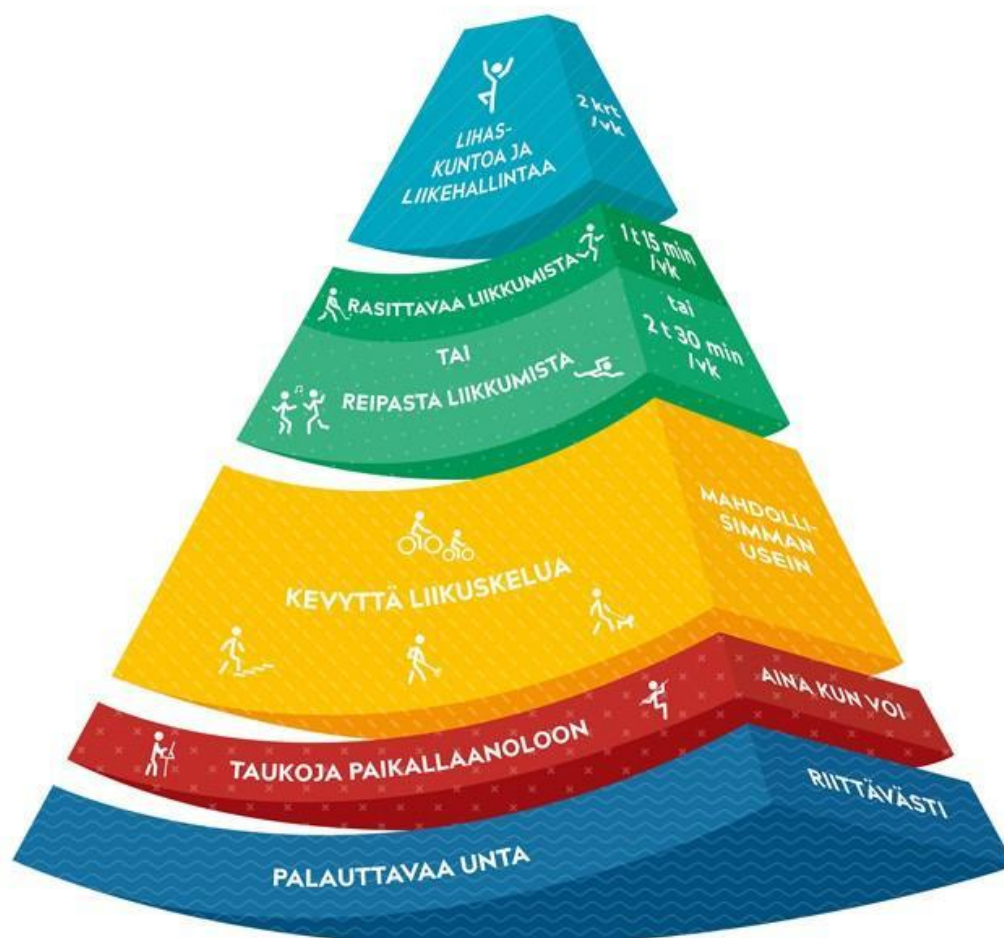 LIHAS-
KUNTOA JA
LIIKEHALLINTAA
2 krt
/vk
RASITTAVAA LIIKKUMISTA
1 t 15 min
/vk
TAI
tai
REIPASTA LIIKKUMISTA
2 t 30 min
/vk
KEVYTTÄ LIIKUSKELUA
MAHDOLLI-
SIMMAN
USEIN
TAUKOJA PAIKALLAANOLOON
AINA KUN VOI
PALAUTTAVAA UNTA
RIITTÄVÄSTI